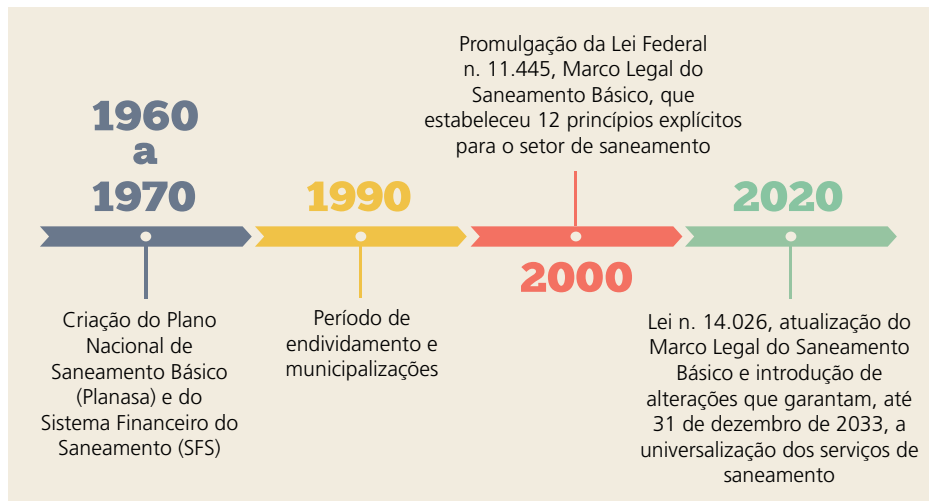 1960
a
1970
Criação do Plano
Nacional de
Saneamento Básico
(Planasa) e do
Sistema Financeiro do
Saneamento (SFS)
1990
Período de
endividamento e
municipalizações
Promulgação da Lei Federal
n. 11.445, Marco Legal do
Saneamento Básico, que
estabeleceu 12 princípios explícitos
para o setor de saneamento
2000
2020
Lei n. 14.026, atualização do
Marco Legal do Saneamento
Básico e introdução de
alterações que garantam, até
31 de dezembro de 2033, a
universalização dos serviços de
saneamento